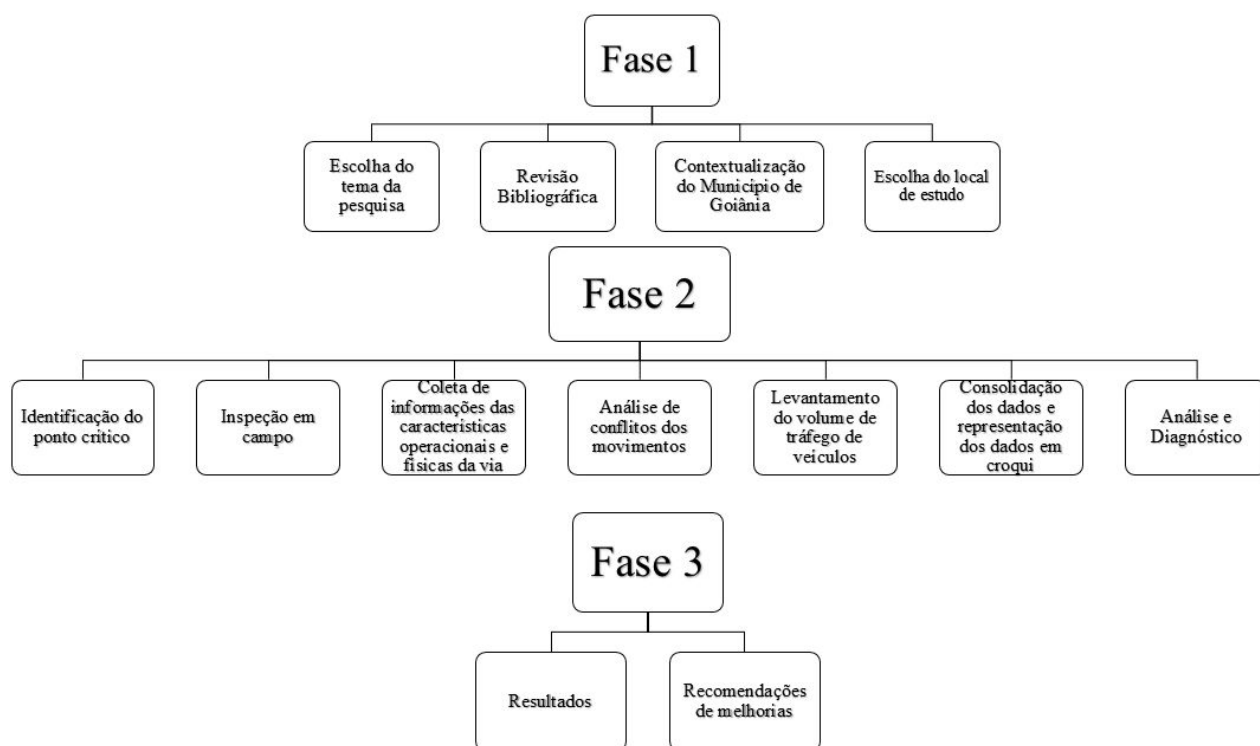 Fase 1
Escolha do
tema da
pesquisa
Revisão
Bibliográfica
Contextualização
do Município de
Goiânia
Escolha do local
de estudo
Fase 2
Identificação do
ponto crítico
Inspeção em
campo
Coleta de
informações das
características
operacionais e
físicas da via
Análise de
conflitos dos
movimentos
Levantamento
do volume de
tráfego de
veículos
Consolidação
dos dados e
representação
dos dados em
croqui
Análise e
Diagnóstico
Fase 3
Resultados
Recomendações
de melhorias